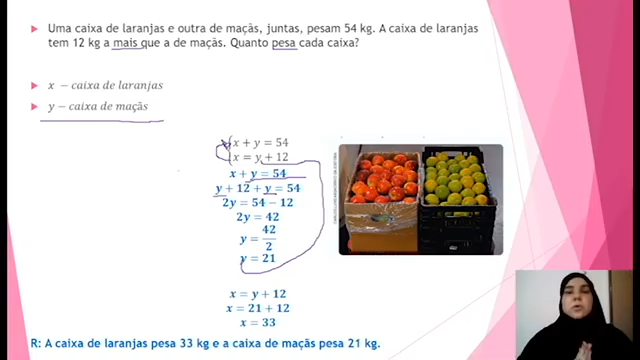 Uma caixa de laranjas e outra de maçãs, juntas, pesam 54 kg. A caixa de laranjas
tem 12 kg a mais que a de maçãs. Quanto pesa cada caixa?
x − caixa de laranjas
y − caixa de maçãs
x + y = 54
x = y + 12
x + y = 54
y + 12 + y = 54
2y = 54 − 12
2y = 42
y = 42/2
y = 21
x = y + 12
x = 21 + 12
x = 33
R: A caixa de laranjas pesa 33 kg e a caixa de maçãs pesa 21 kg.